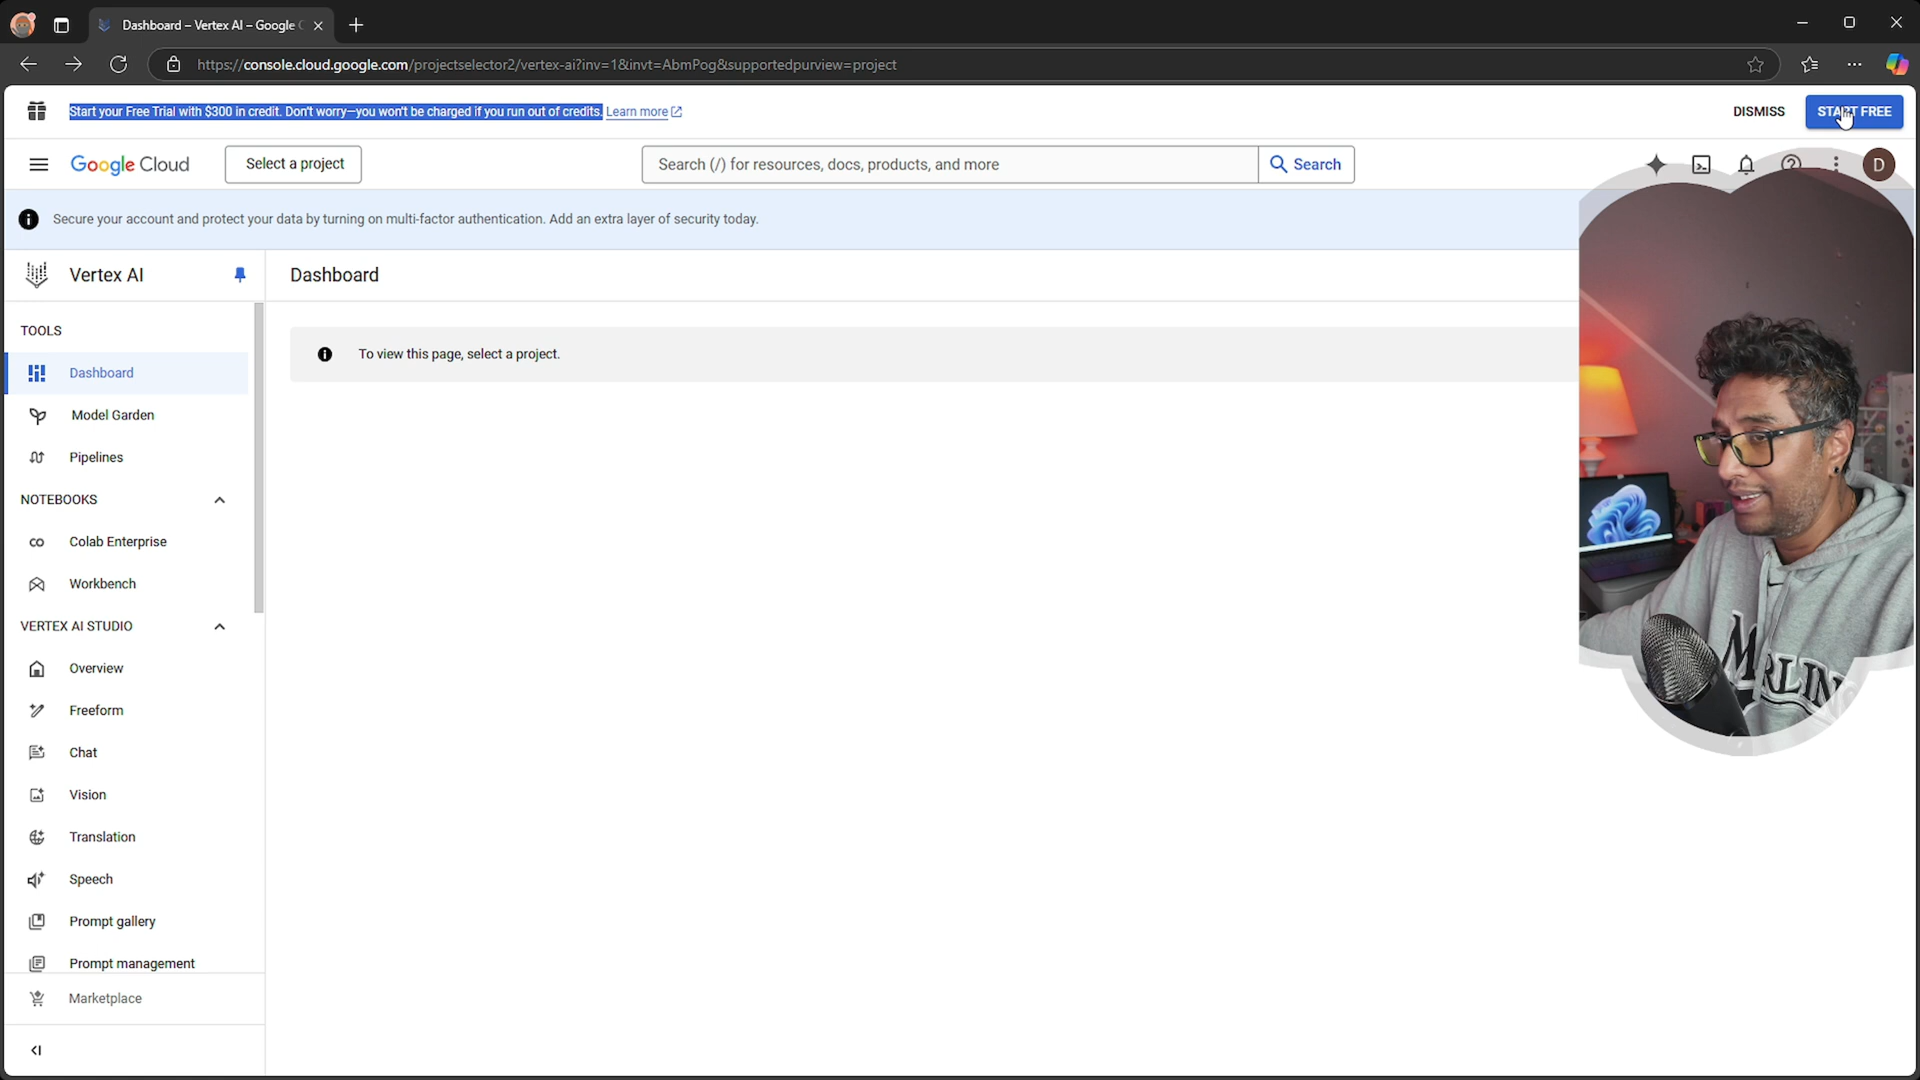 Dashboard – Vertex AI – Google
https://console.cloud.google.com/projectselector2/vertex-ai?inv=1&invt=AbmPog&supportedpurview=project
Start your Free Trial with $300 in credit. Don't worry—you won't be charged if you run out of credits. Learn more
DISMISS
START FREE
Google Cloud
Select a project
Search (/) for resources, docs, products, and more
Search
D
Secure your account and protect your data by turning on multi-factor authentication. Add an extra layer of security today.
Vertex AI
Dashboard
TOOLS
To view this page, select a project.
Dashboard
Model Garden
Pipelines
NOTEBOOKS
Colab Enterprise
Workbench
VERTEX AI STUDIO
Overview
Freeform
Chat
Vision
Translation
Speech
Prompt gallery
Prompt management
Marketplace